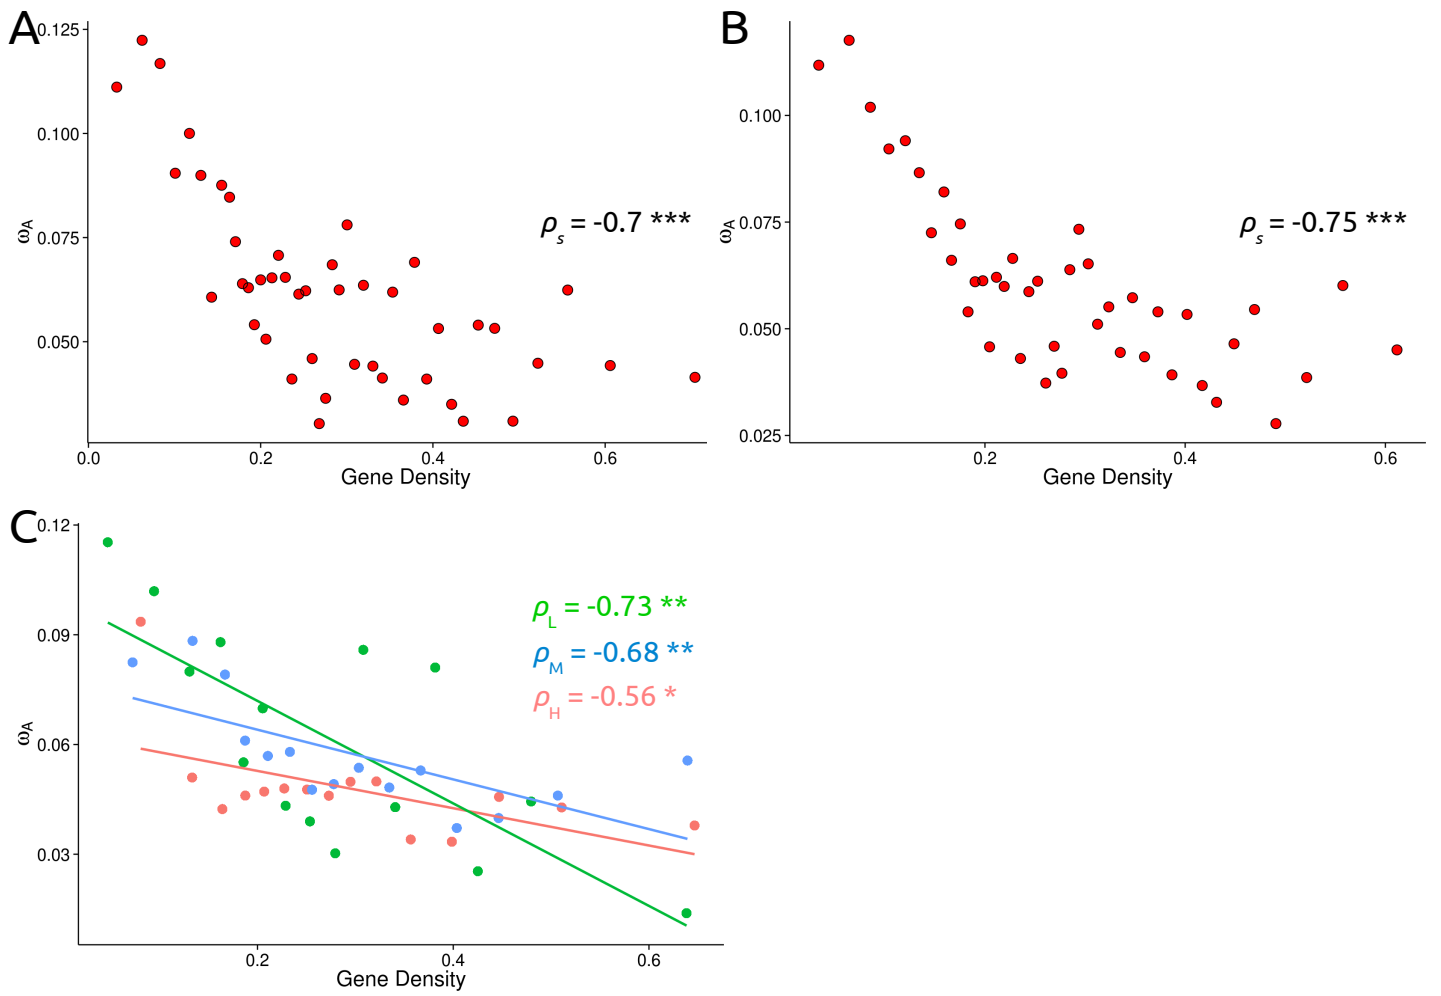 A
0.125
0.100
0.075
0.050
ωA
ρs = -0.7 ***
0.0 0.2 0.4 0.6
Gene Density
B
0.100
0.075
0.050
0.025
ωA
ρs = -0.75 ***
0.2 0.4 0.6
Gene Density
C
0.12
0.09
0.06
0.03
ωA
ρL = -0.73 **
ρM = -0.68 **
ρH = -0.56 *
0.2 0.4 0.6
Gene Density